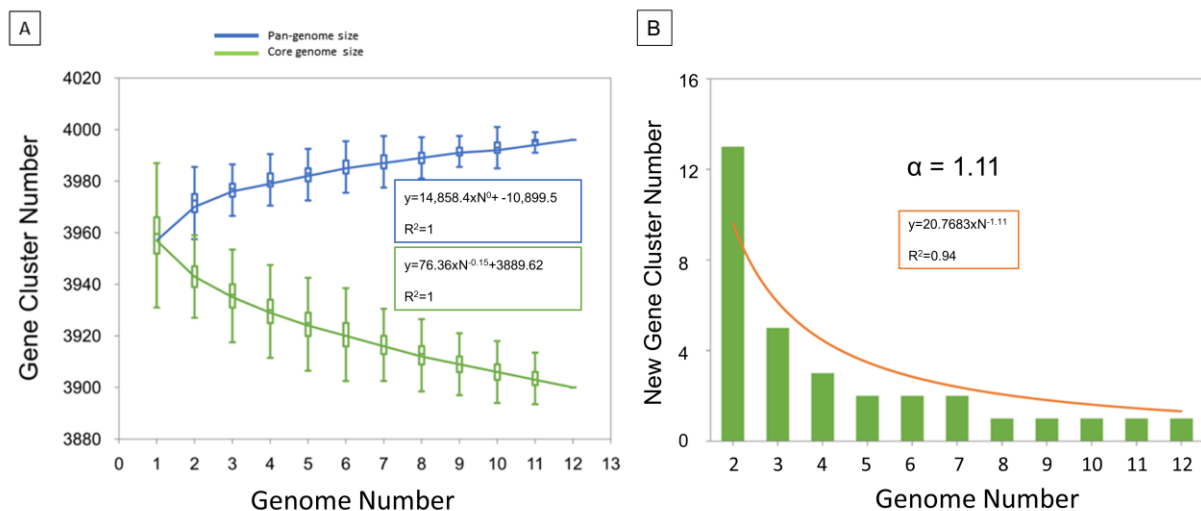 A
Pan-genome size
Core genome size
Gene Cluster Number
4020
4000
3980
3960
3940
3920
3900
3880
y=14,858.4xN⁰+ -10,899.5
R²=1
y=76.36xN⁻⁰·¹⁵+3889.62
R²=1
0 1 2 3 4 5 6 7 8 9 10 11 12 13
Genome Number
B
New Gene Cluster Number
16
12
8
4
0
α = 1.11
y=20.7683xN⁻¹·¹¹
R²=0.94
2 3 4 5 6 7 8 9 10 11 12
Genome Number